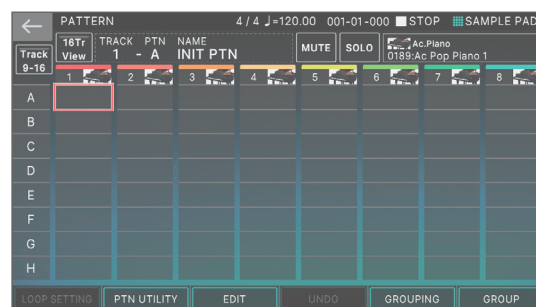 PATTERN 4 / 4 ♩=120.00 001-01-000 STOP SAMPLE PAD
Track 9-16
16Tr View
TRACK PTN NAME
1 - A INIT PTN
MUTE SOLO
Ac.Piano
0189:Ac Pop Piano 1
1 2 3 4 5 6 7 8
A
B
C
D
E
F
G
H
LOOP SETTING PTN UTILITY EDIT UNDO GROUPING GROUP